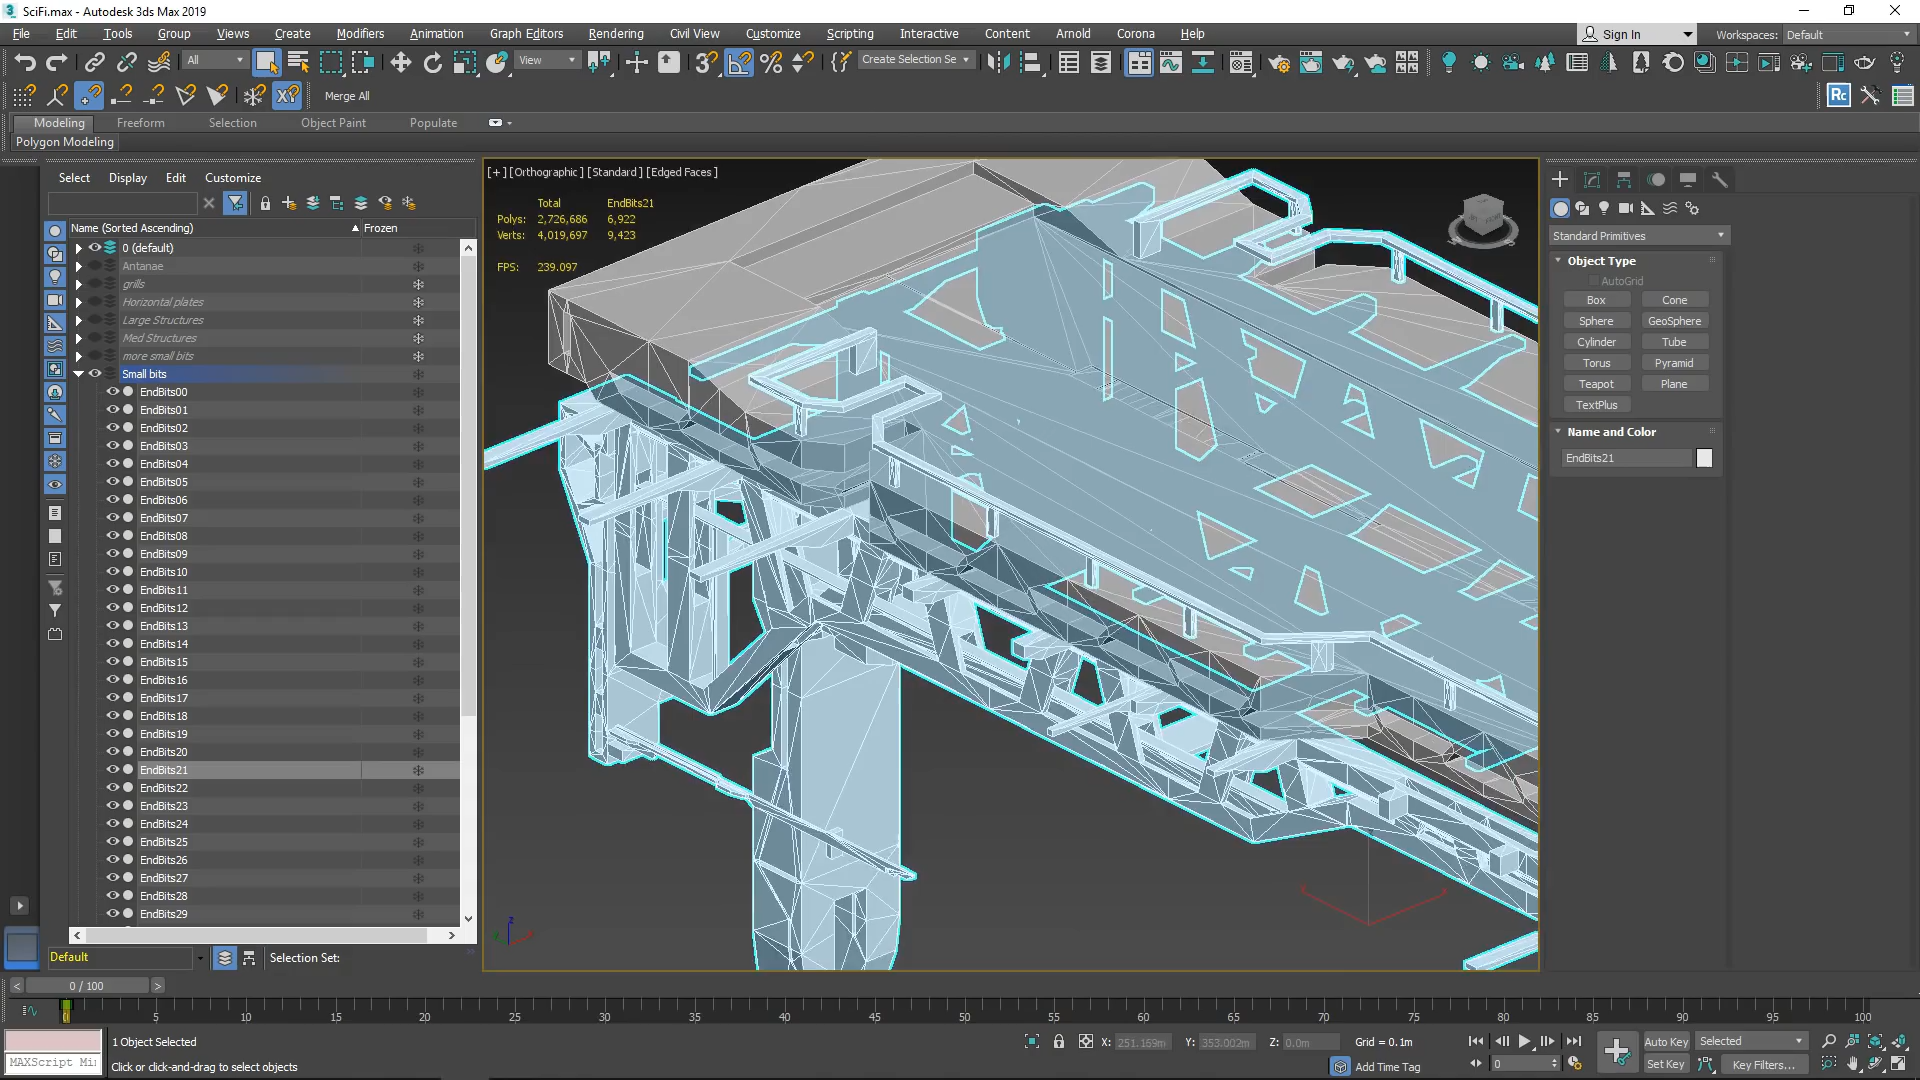 SciFi.max - Autodesk 3ds Max 2019
File Edit Tools Group Views Create Modifiers Animation Graph Editors Rendering Civil View Customize Scripting Interactive Content Arnold Corona Help
Sign In Workspaces: Default
All View Create Selection Se
Merge All
Modeling Freeform Selection Object Paint Populate
Polygon Modeling
Select Display Edit Customize
Name (Sorted Ascending) Frozen
0 (default)
Antanae
grills
Horizontal plates
Large Structures
Med Structures
more small bits
Small bits
EndBits00
EndBits01
EndBits02
EndBits03
EndBits04
EndBits05
EndBits06
EndBits07
EndBits08
EndBits09
EndBits10
EndBits11
EndBits12
EndBits13
EndBits14
EndBits15
EndBits16
EndBits17
EndBits18
EndBits19
EndBits20
EndBits21
EndBits22
EndBits23
EndBits24
EndBits25
EndBits26
EndBits27
EndBits28
EndBits29
Default Selection Set:
[+] [Orthographic] [Standard] [Edged Faces]
Total EndBits21
Polys: 2,726,686 6,922
Verts: 4,019,697 9,423
FPS: 239.097
Standard Primitives
Object Type
AutoGrid
Box Cone
Sphere GeoSphere
Cylinder Tube
Torus Pyramid
Teapot Plane
TextPlus
Name and Color
EndBits21
0 / 100
0 5 10 15 20 25 30 35 40 45 50 55 60 65 70 75 80 85 90 95 100
1 Object Selected
X: 251.169m Y: 353.002m Z: 0.0m Grid = 0.1m
Auto Key Selected
MAXScript Mi
Click or click-and-drag to select objects
Add Time Tag
0
Set Key Key Filters...